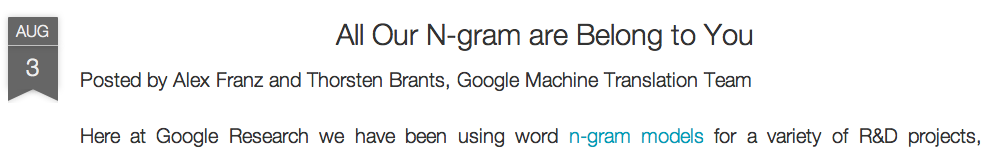 AUG
3
All Our N-gram are Belong to You
Posted by Alex Franz and Thorsten Brants, Google Machine Translation Team
Here at Google Research we have been using word n-gram models for a variety of R&D projects,